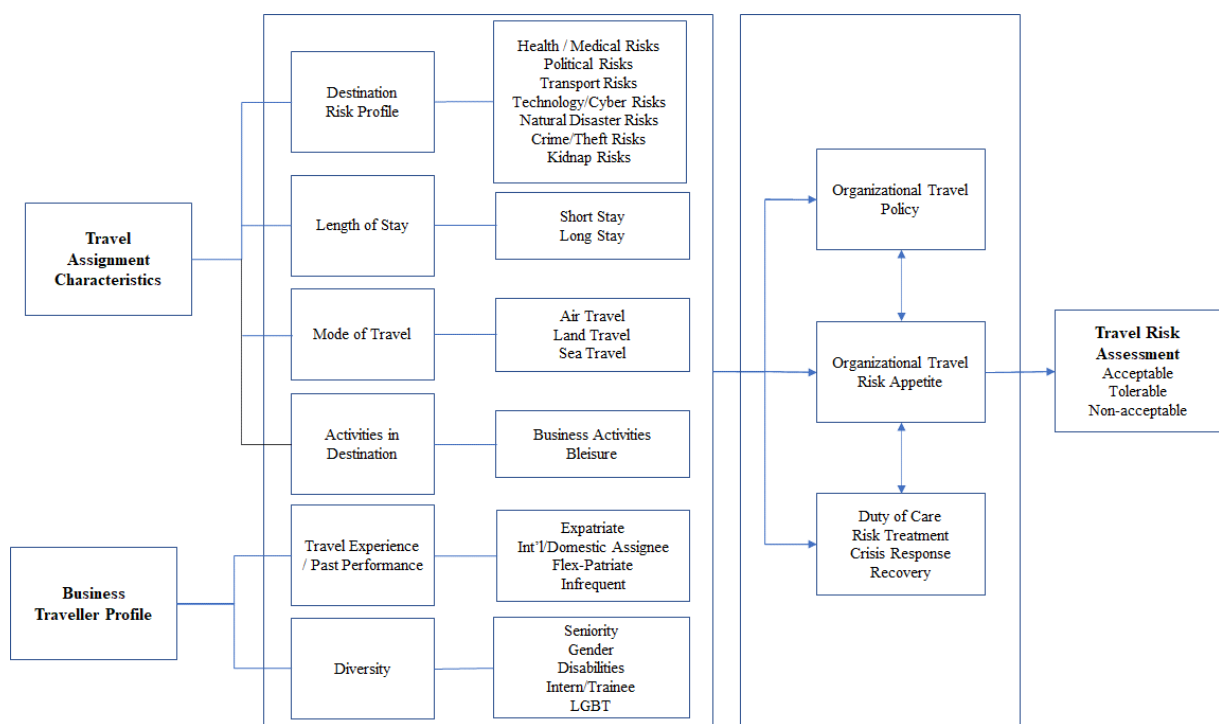 Travel
Assignment
Characteristics
Business
Traveller Profile
Destination
Risk Profile
Health / Medical Risks
Political Risks
Transport Risks
Technology/Cyber Risks
Natural Disaster Risks
Crime/Theft Risks
Kidnap Risks
Length of Stay
Short Stay
Long Stay
Mode of Travel
Air Travel
Land Travel
Sea Travel
Activities in
Destination
Business Activities
Bleisure
Travel Experience
/ Past Performance
Expatriate
Int'l/Domestic Assignee
Flex-Patriate
Infrequent
Diversity
Seniority
Gender
Disabilities
Intern/Trainee
LGBT
Organizational Travel
Policy
Organizational Travel
Risk Appetite
Duty of Care
Risk Treatment
Crisis Response
Recovery
Travel Risk
Assessment
Acceptable
Tolerable
Non-acceptable